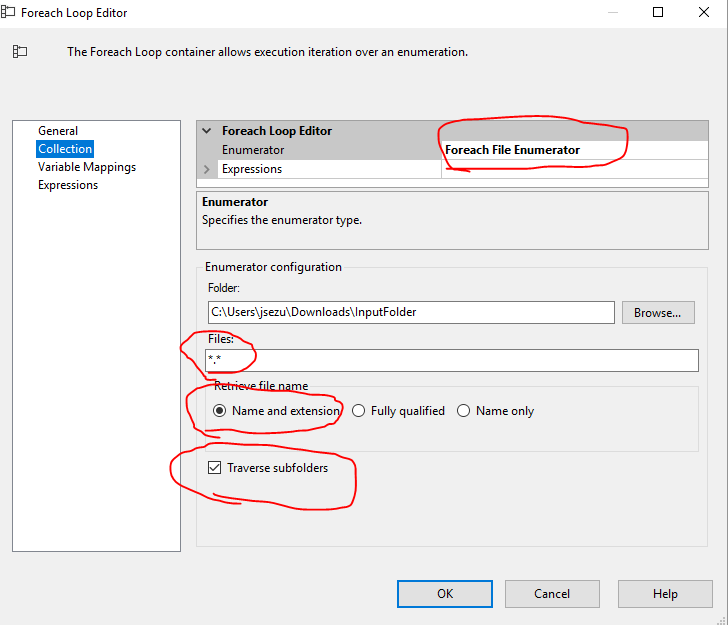 Foreach Loop Editor
The Foreach Loop container allows execution iteration over an enumeration.
General
Collection
Variable Mappings
Expressions
Foreach Loop Editor
Enumerator Foreach File Enumerator
Expressions
Enumerator
Specifies the enumerator type.
Enumerator configuration
Folder:
C:\Users\jsezu\Downloads\InputFolder Browse...
Files:
*.*
Retrieve file name
Name and extension Fully qualified Name only
Traverse subfolders
OK Cancel Help